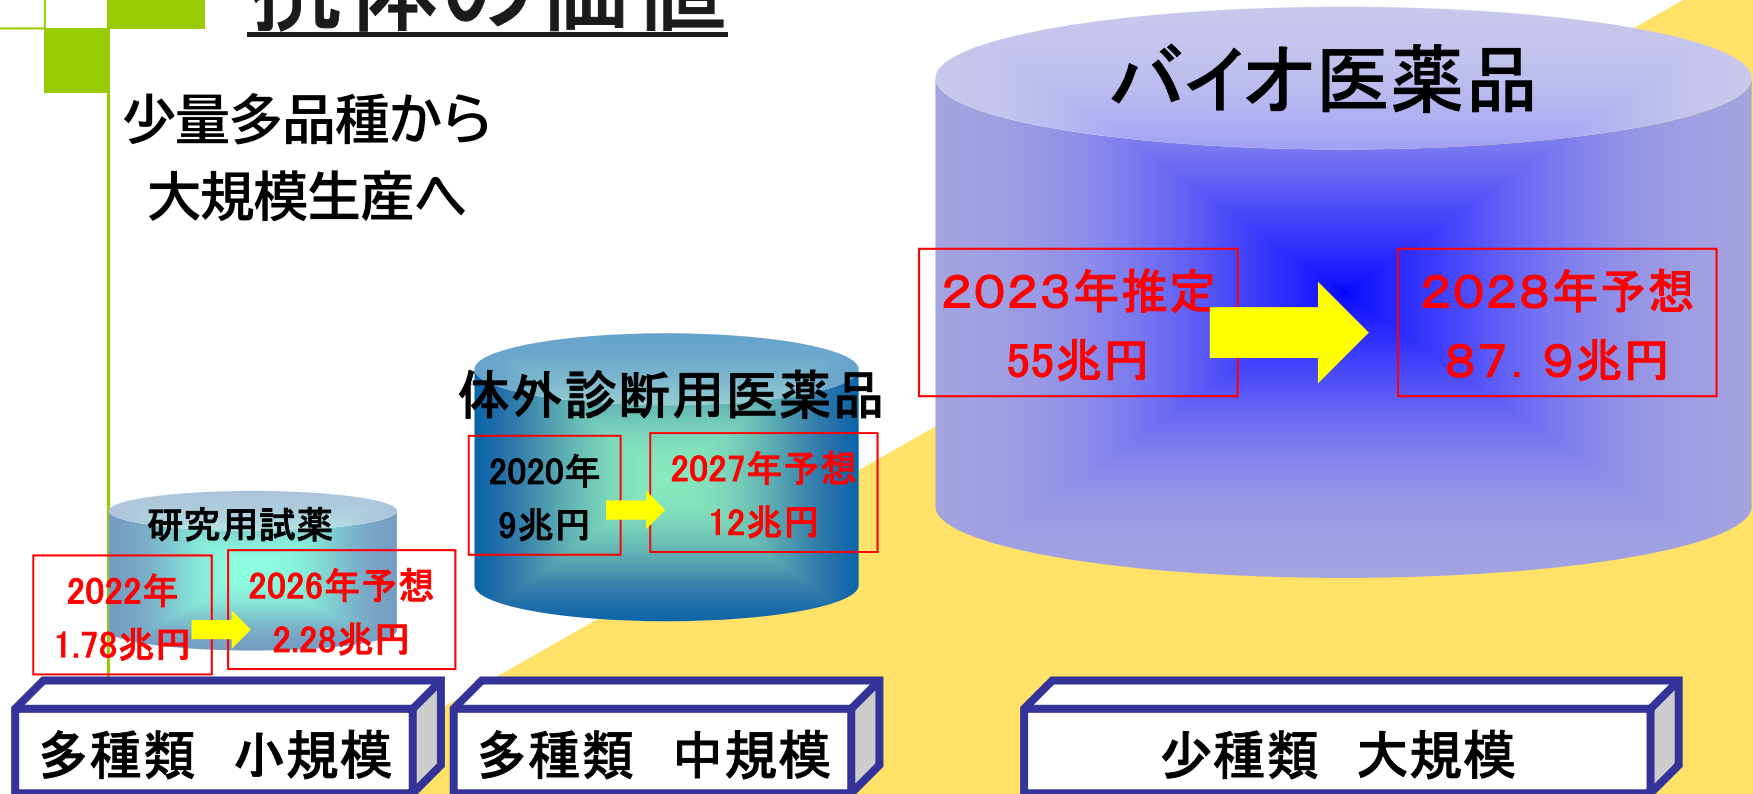 抗体の価値
少量多品種から
大規模生産へ
バイオ医薬品
2023年推定
55兆円
2028年予想
87.9兆円
体外診断用医薬品
2020年
9兆円
2027年予想
12兆円
研究用試薬
2022年
1.78兆円
2026年予想
2.28兆円
多種類 小規模
多種類 中規模
少種類 大規模